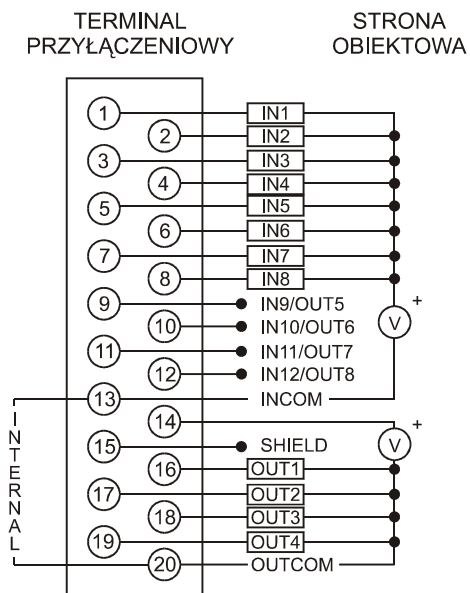 TERMINAL
PRZYŁĄCZENIOWY
STRONA
OBIEKTOWA
1 IN1
2 IN2
3 IN3
4 IN4
5 IN5
6 IN6
7 IN7
8 IN8
9 IN9/OUT5
+
10 IN10/OUT6
V
11 IN11/OUT7
12 IN12/OUT8
13 INCOM
14
+
15 SHIELD
V
16 OUT1
17 OUT2
18 OUT3
19 OUT4
20 OUTCOM
INTERNAL